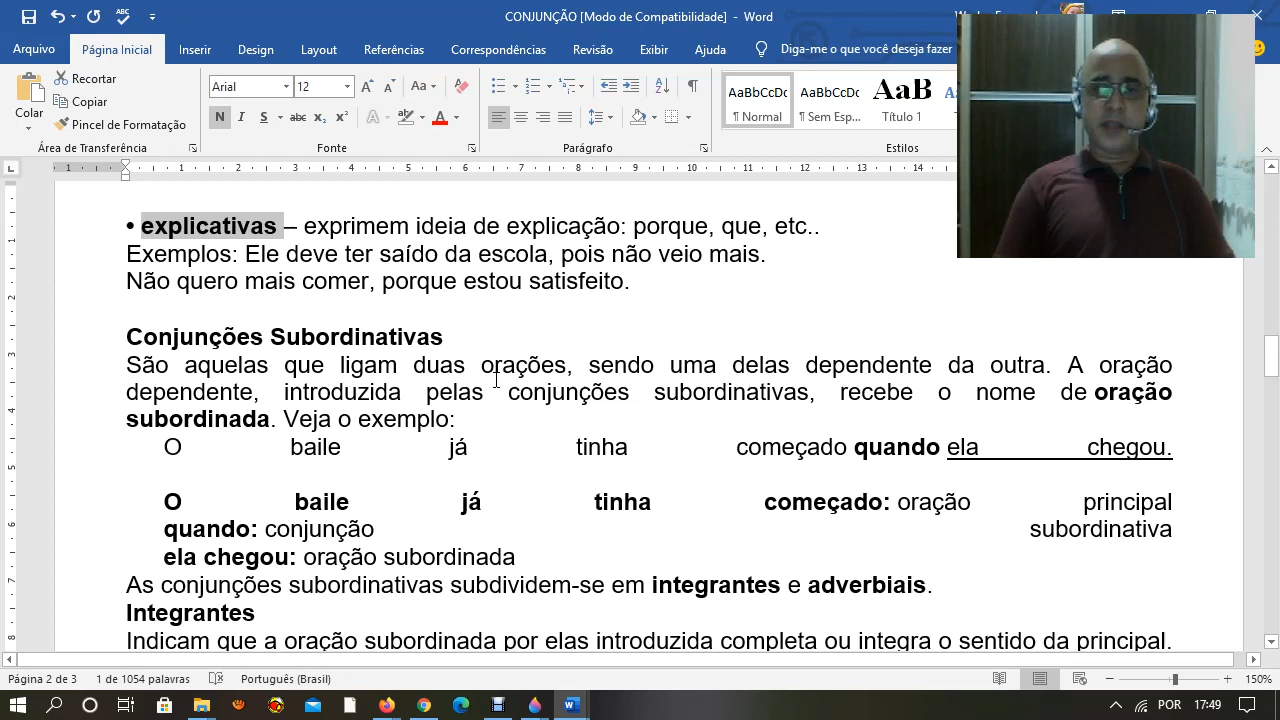 CONJUNÇÃO [Modo de Compatibilidade] - Word
Arquivo Página Inicial Inserir Design Layout Referências Correspondências Revisão Exibir Ajuda Diga-me o que você deseja fazer
Colar
Recortar
Copiar
Pincel de Formatação
Área de Transferência
Arial 12
Fonte
Parágrafo
AaBbCcDc AaBbCcDc AaB
¶ Normal ¶ Sem Esp... Título 1
Estilos
• explicativas – exprimem ideia de explicação: porque, que, etc..
Exemplos: Ele deve ter saído da escola, pois não veio mais.
Não quero mais comer, porque estou satisfeito.
Conjunções Subordinativas
São aquelas que ligam duas orações, sendo uma delas dependente da outra. A oração
dependente, introduzida pelas conjunções subordinativas, recebe o nome de oração
subordinada. Veja o exemplo:
O baile já tinha começado quando ela chegou.
O baile já tinha começado: oração principal
quando: conjunção subordinativa
ela chegou: oração subordinada
As conjunções subordinativas subdividem-se em integrantes e adverbiais.
Integrantes
Indicam que a oração subordinada por elas introduzida completa ou integra o sentido da principal.
Página 2 de 3 1 de 1054 palavras Português (Brasil) 150%
POR 17:49